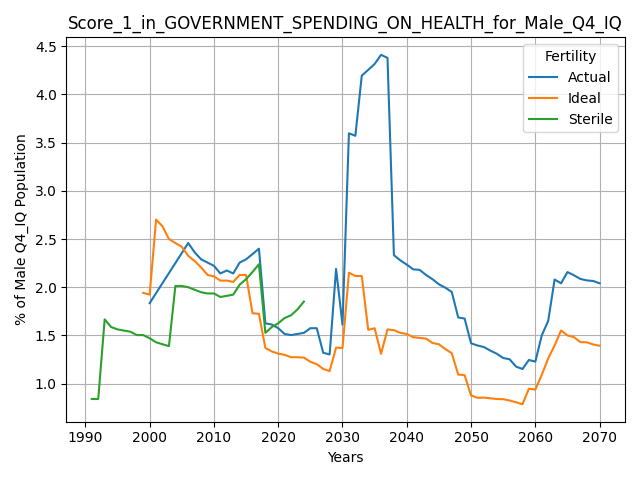 Score_1_in_GOVERNMENT_SPENDING_ON_HEALTH_for_Male_Q4_IQ
% of Male Q4_IQ Population
4.5
4.0
3.5
3.0
2.5
2.0
1.5
1.0
Fertility
Actual
Ideal
Sterile
1990 2000 2010 2020 2030 2040 2050 2060 2070
Years